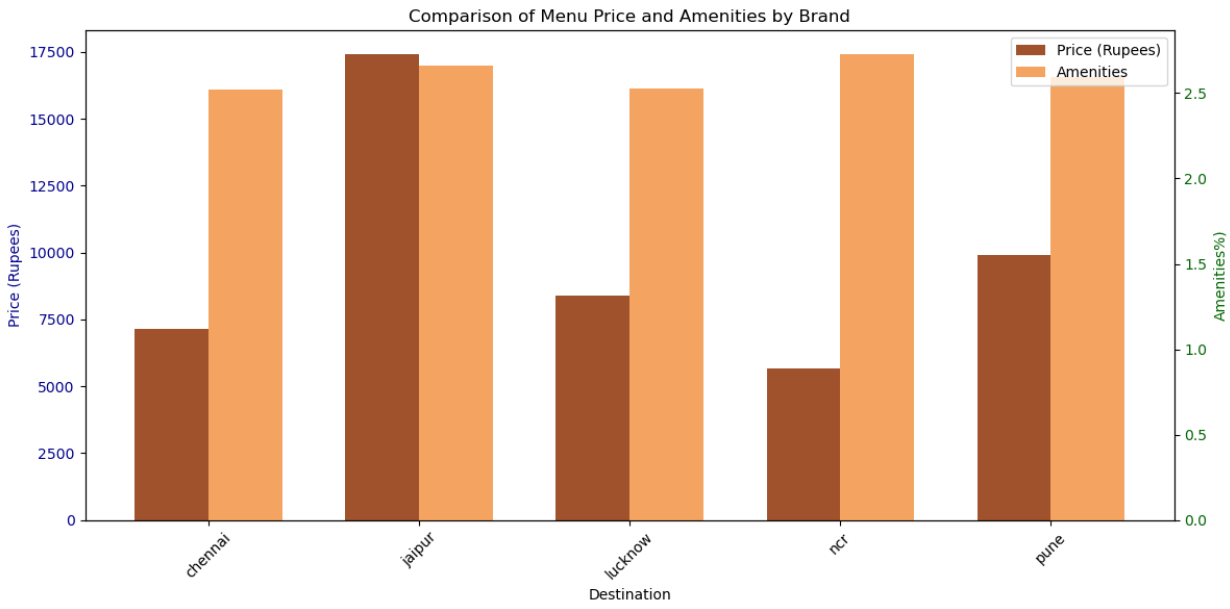 Comparison of Menu Price and Amenities by Brand
Price (Rupees)
Amenities
17500
15000
12500
10000
7500
5000
2500
0
Price (Rupees)
2.5
2.0
1.5
1.0
0.5
0.0
Amenities%)
chennai
jaipur
lucknow
ncr
pune
Destination